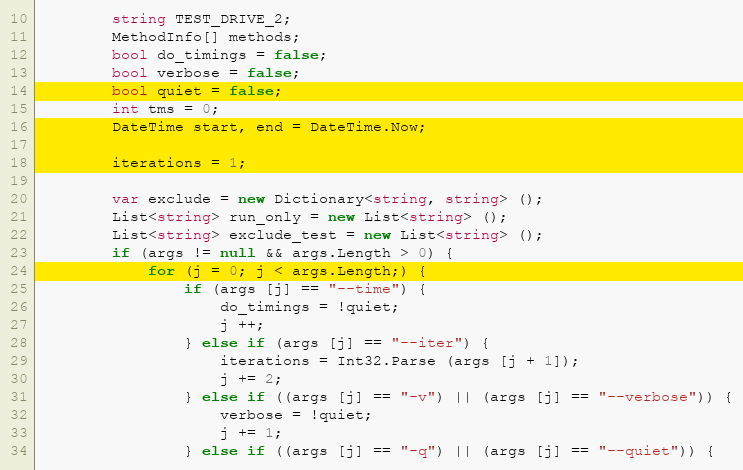 10 string TEST_DRIVE_2;
11 MethodInfo[] methods;
12 bool do_timings = false;
13 bool verbose = false;
14 bool quiet = false;
15 int tms = 0;
16 DateTime start, end = DateTime.Now;
17
18 iterations = 1;
19
20 var exclude = new Dictionary<string, string> ();
21 List<string> run_only = new List<string> ();
22 List<string> exclude_test = new List<string> ();
23 if (args != null && args.Length > 0) {
24 for (j = 0; j < args.Length;) {
25 if (args [j] == "--time") {
26 do_timings = !quiet;
27 j ++;
28 } else if (args [j] == "--iter") {
29 iterations = Int32.Parse (args [j + 1]);
30 j += 2;
31 } else if ((args [j] == "-v") || (args [j] == "--verbose")) {
32 verbose = !quiet;
33 j += 1;
34 } else if ((args [j] == "-q") || (args [j] == "--quiet")) {